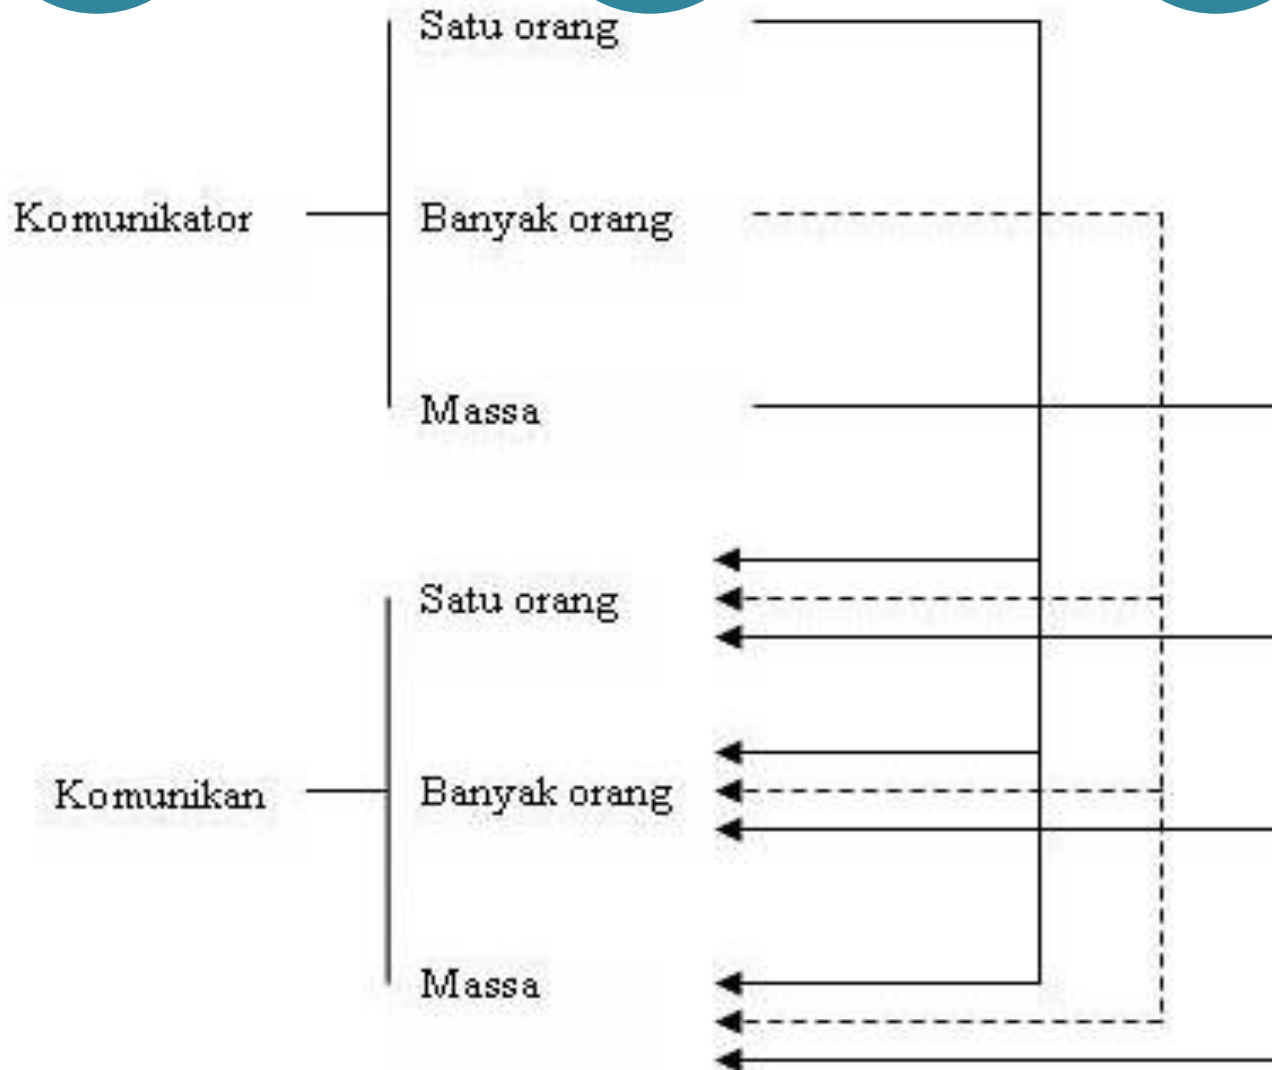 Satu orang
Komunikator
Banyak orang
Massa
Satu orang
Komunikan
Banyak orang
Massa